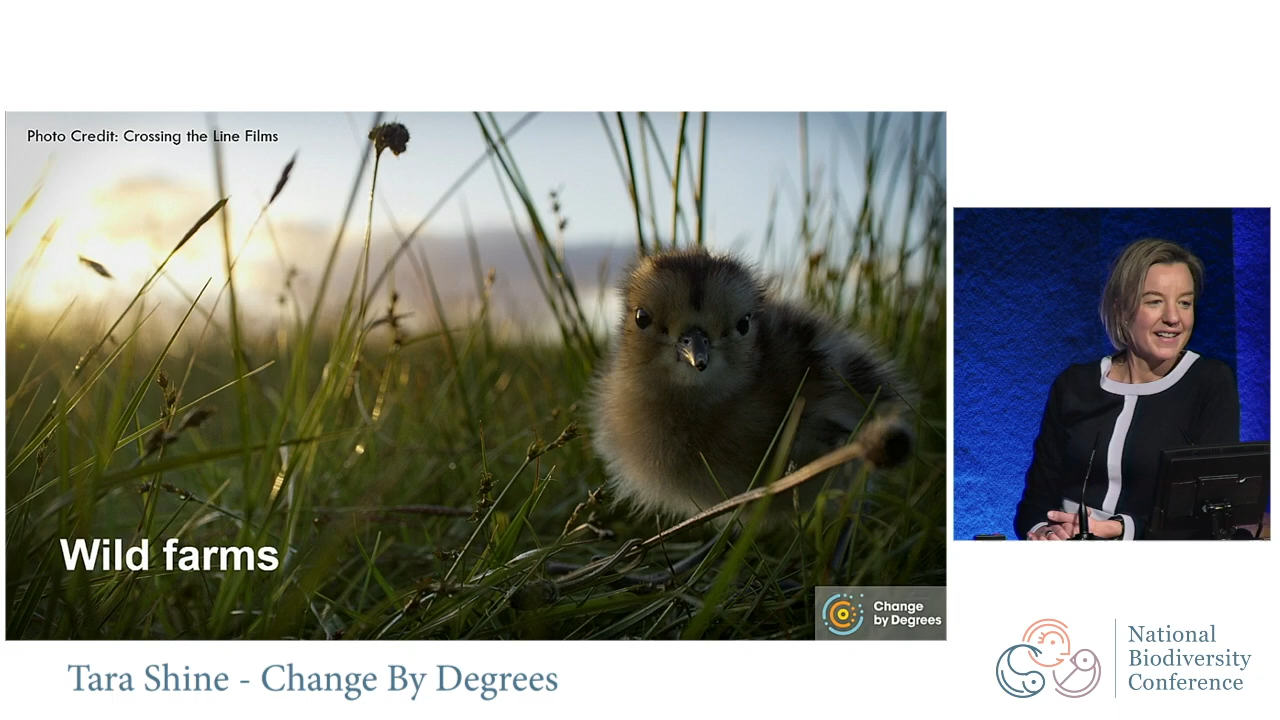 Photo Credit: Crossing the Line Films
Wild farms
Change
by Degrees
Tara Shine - Change By Degrees
National
Biodiversity
Conference